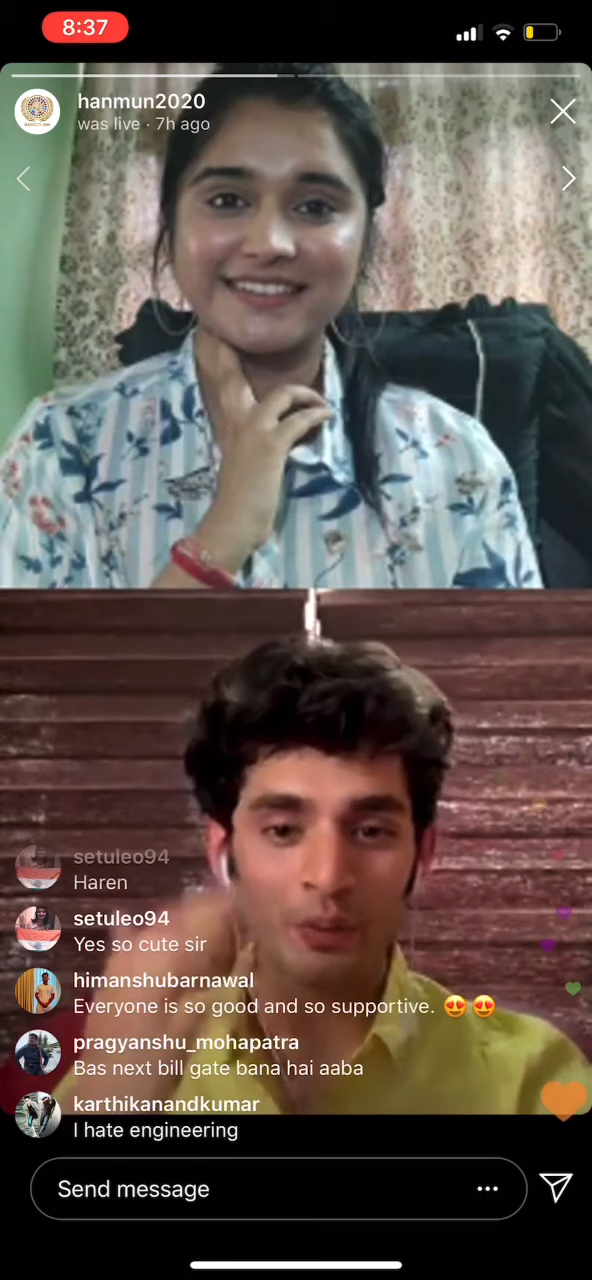 8:37
hanmun2020
was live · 7h ago
setuleo94
Haren
setuleo94
Yes so cute sir
himanshubarnawal
Everyone is so good and so supportive. 😍😍
pragyanshu_mohapatra
Bas next bill gate bana hai aaba
karthikanandkumar
I hate engineering
Send message